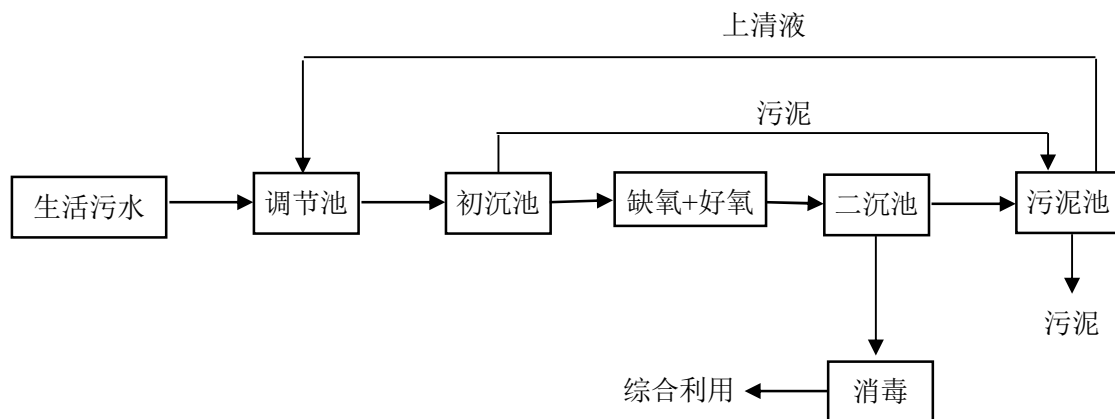 上清液
污泥
生活污水
调节池
初沉池
缺氧+好氧
二沉池
污泥池
污泥
综合利用
消毒